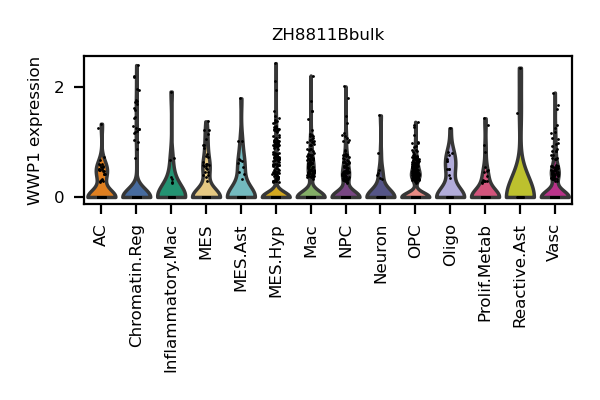 ZH8811Bbulk
WWP1 expression
2
0
AC
Chromatin.Reg
Inflammatory.Mac
MES
MES.Ast
MES.Hyp
Mac
NPC
Neuron
OPC
Oligo
Prolif.Metab
Reactive.Ast
Vasc